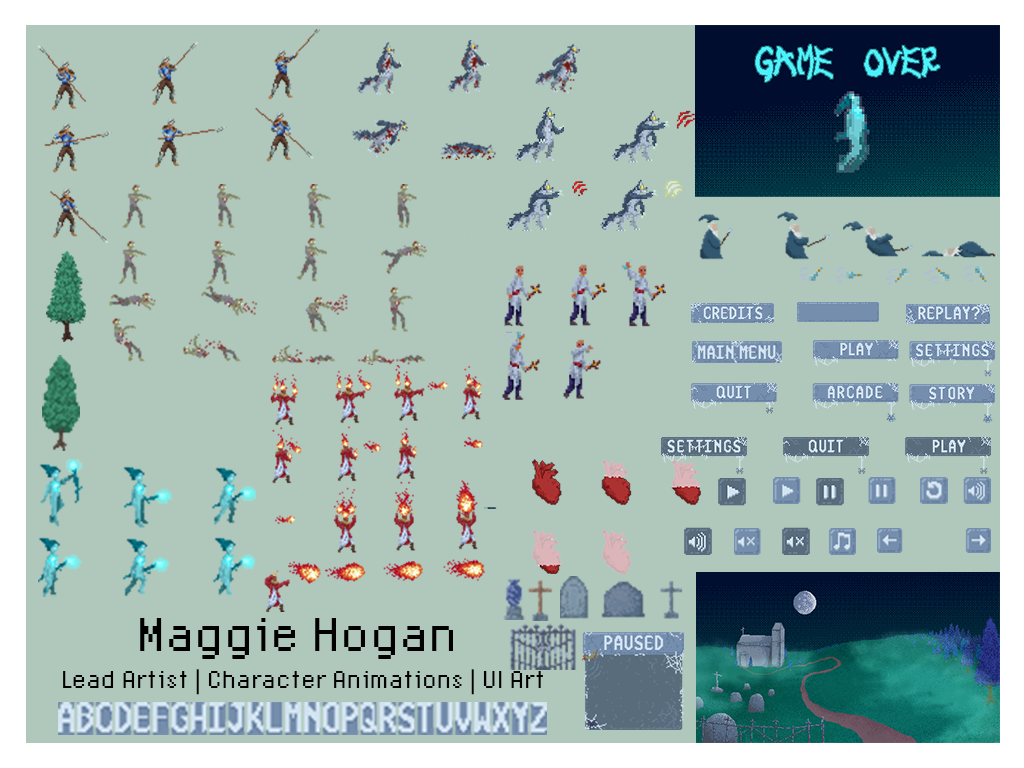 GAME OVER
CREDITS
REPLAY?
MAIN MENU
PLAY
SETTINGS
QUIT
ARCADE
STORY
SETTINGS
QUIT
PLAY
PAUSED
Maggie Hogan
Lead Artist | Character Animations | UI Art
ABCDEFGHIJKLMNOPQRSTUVWXYZ